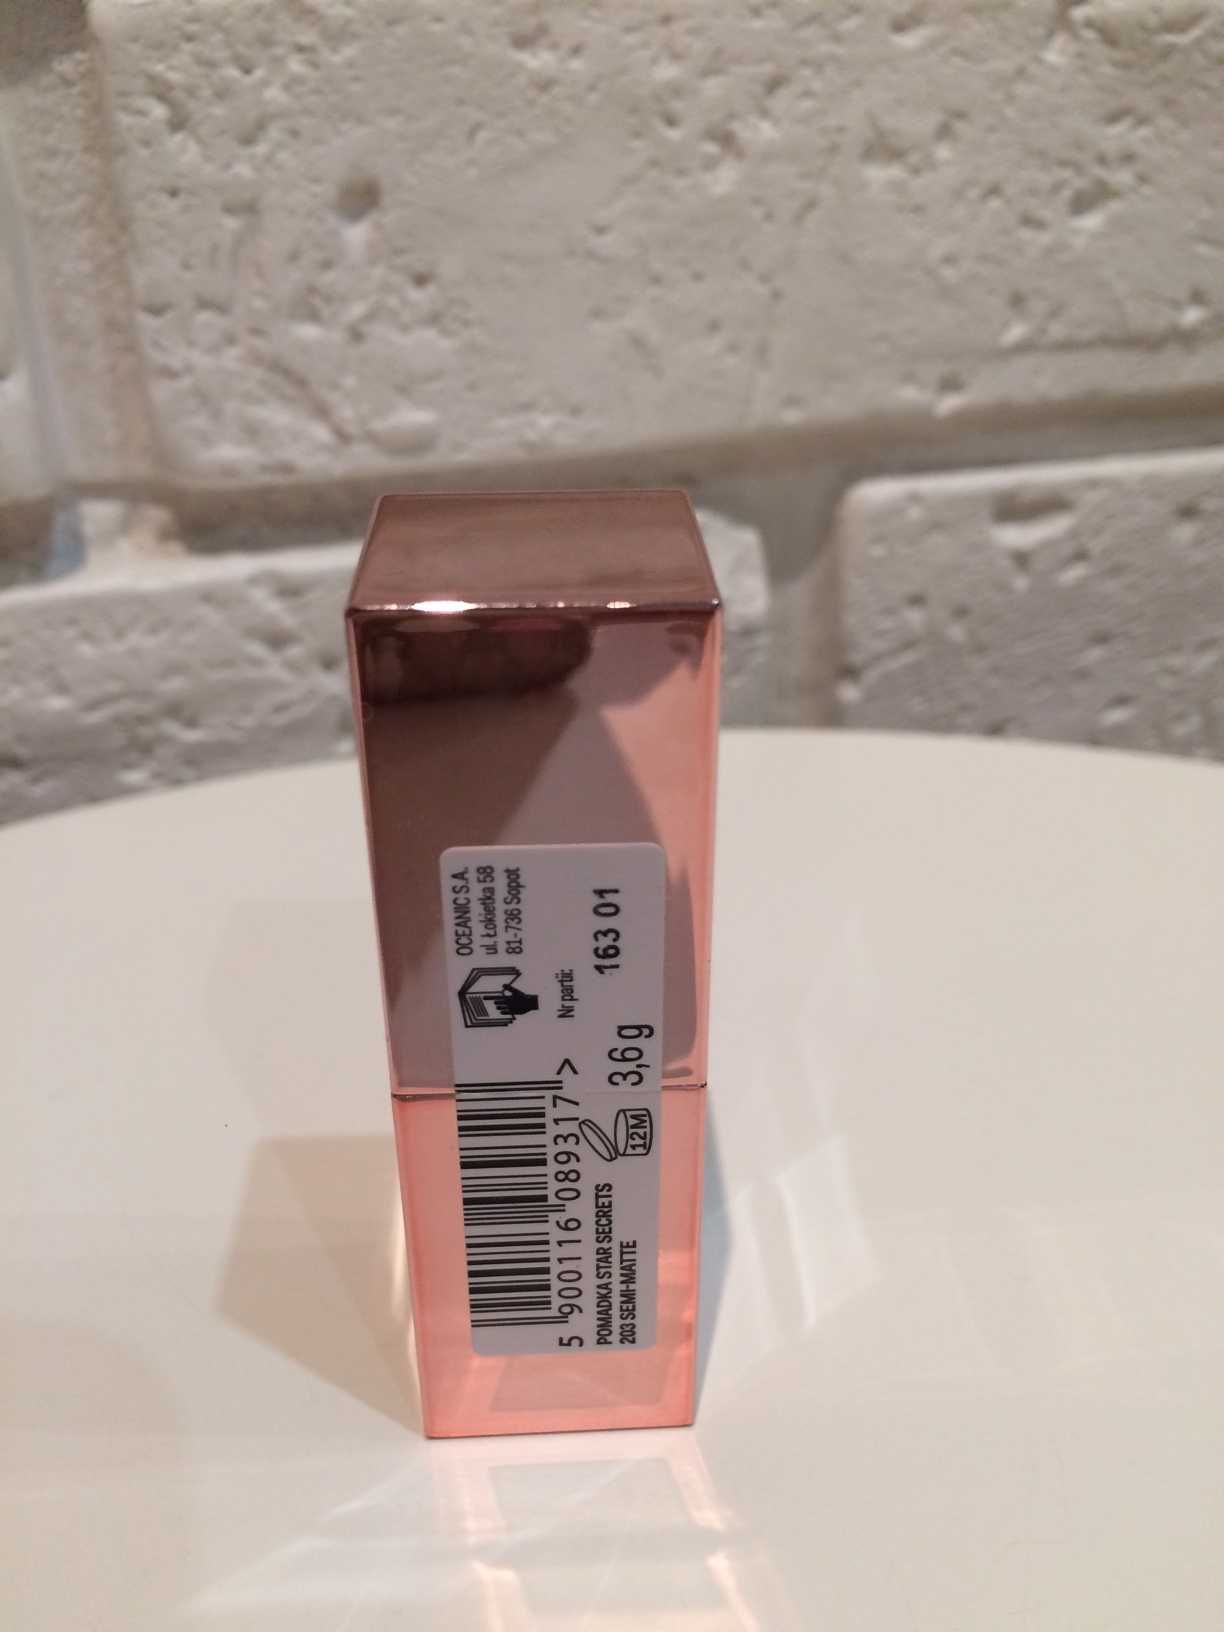 OCEANIC S.A.
ul. Łokietka 58
81-736 Sopot
Nr partii:
163 01
5 900116 089317 >
12M
3,6 g
POMADKA STAR SECRETS
203 SEMI-MATTE